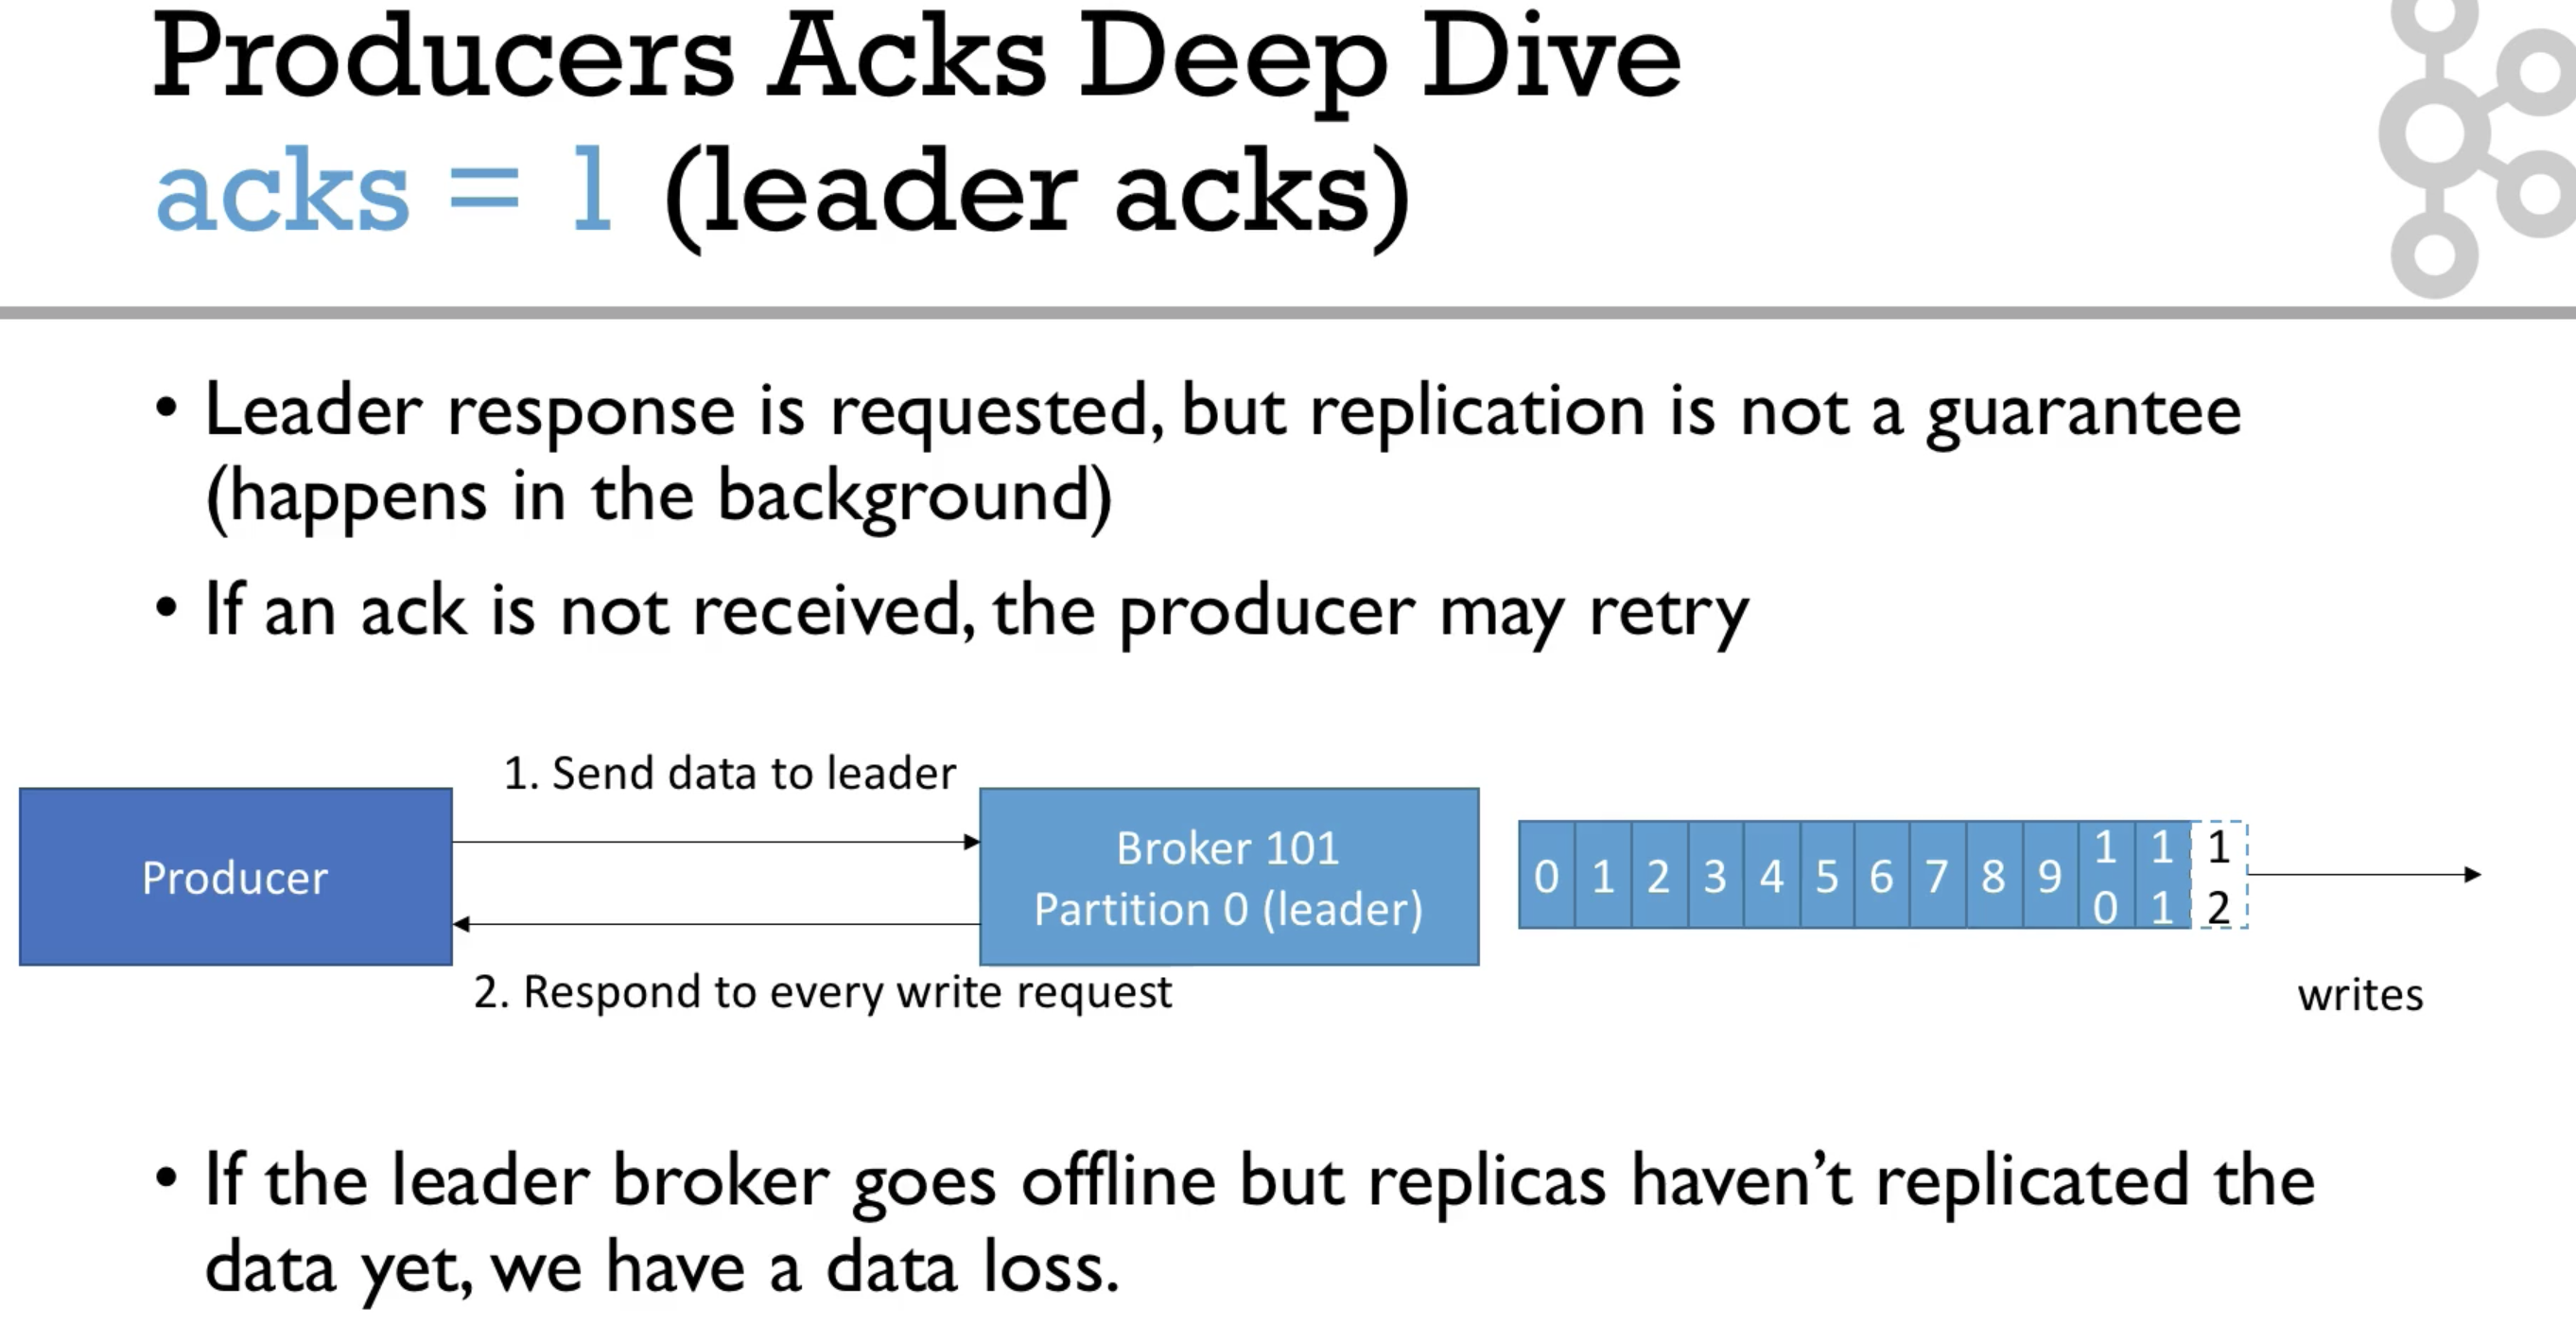 Producers Acks Deep Dive
acks = 1 (leader acks)
• Leader response is requested, but replication is not a guarantee
(happens in the background)
• If an ack is not received, the producer may retry
1. Send data to leader
Producer
Broker 101
Partition 0 (leader)
0 1 2 3 4 5 6 7 8 9 10 11 12
2. Respond to every write request
writes
• If the leader broker goes offline but replicas haven’t replicated the
data yet, we have a data loss.